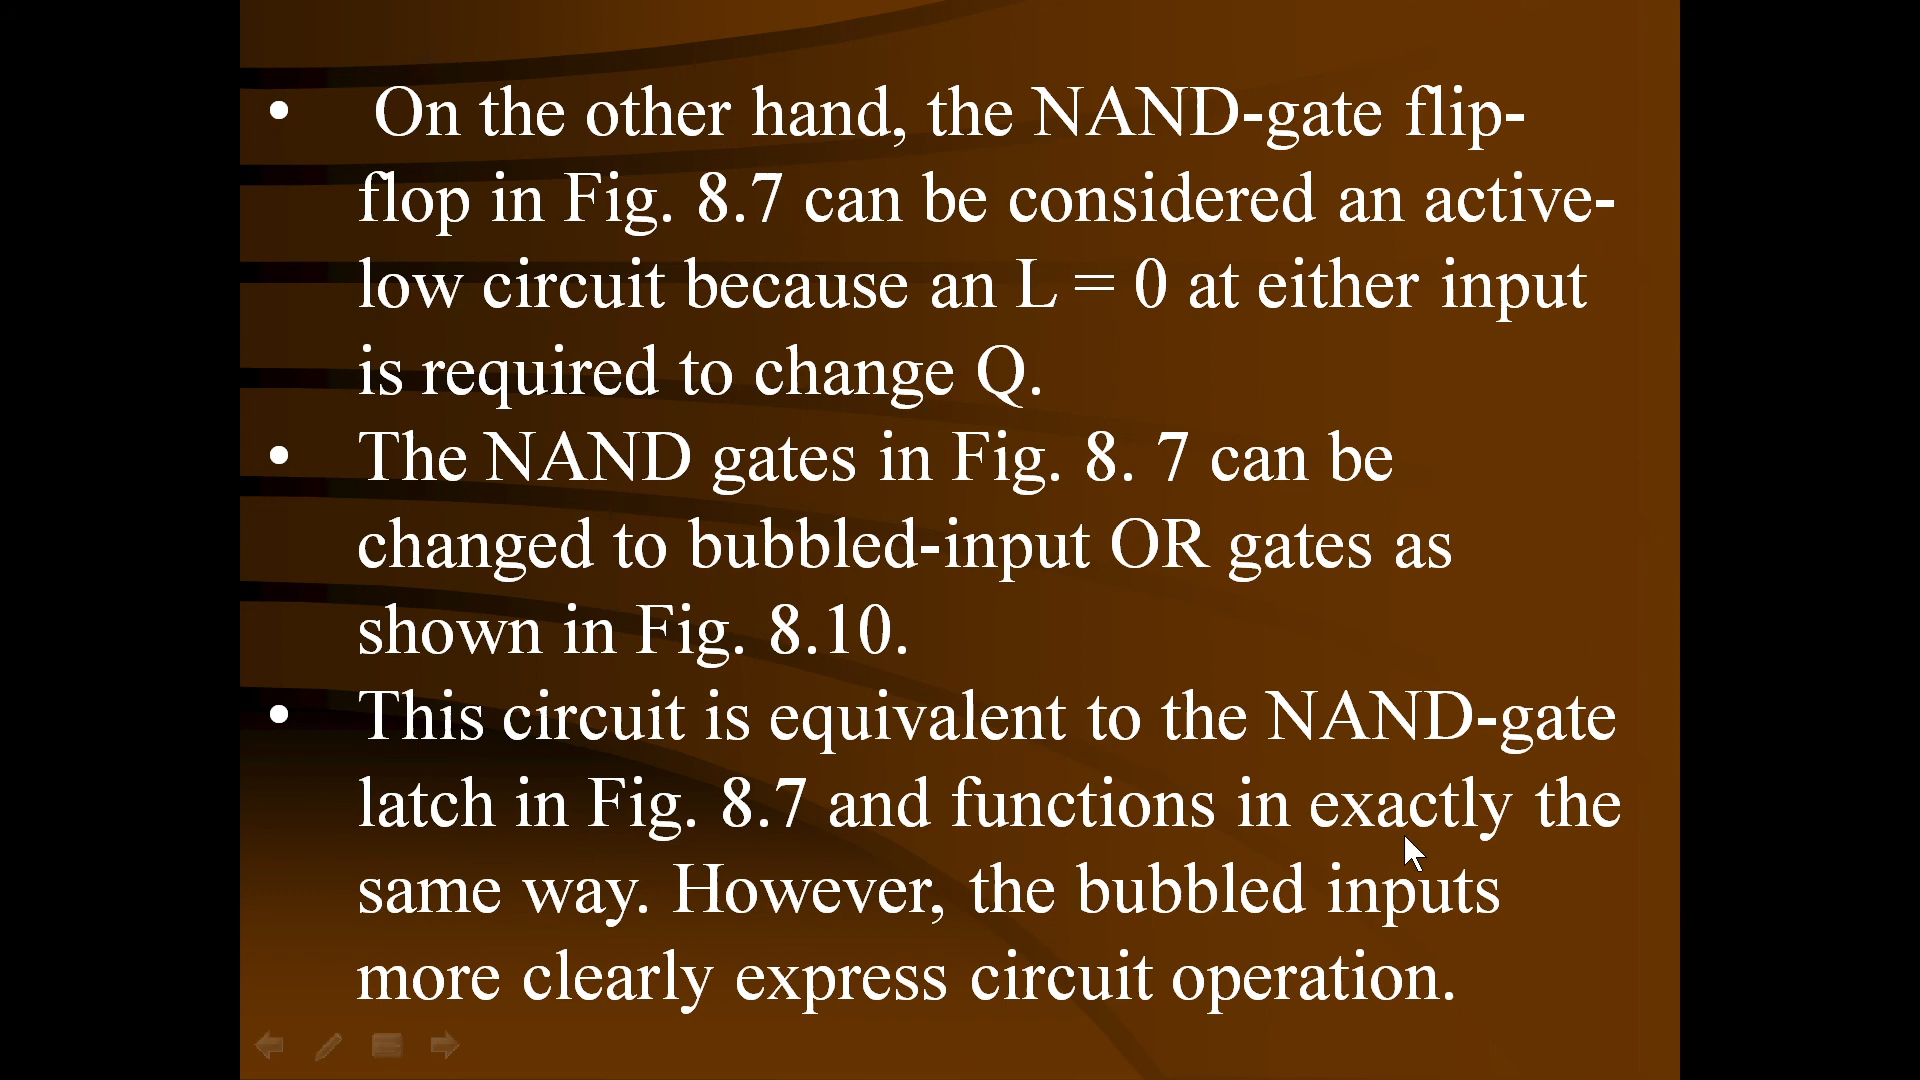 • On the other hand, the NAND-gate flip-
flop in Fig. 8.7 can be considered an active-
low circuit because an L = 0 at either input
is required to change Q.
• The NAND gates in Fig. 8. 7 can be
changed to bubbled-input OR gates as
shown in Fig. 8.10.
• This circuit is equivalent to the NAND-gate
latch in Fig. 8.7 and functions in exactly the
same way. However, the bubbled inputs
more clearly express circuit operation.